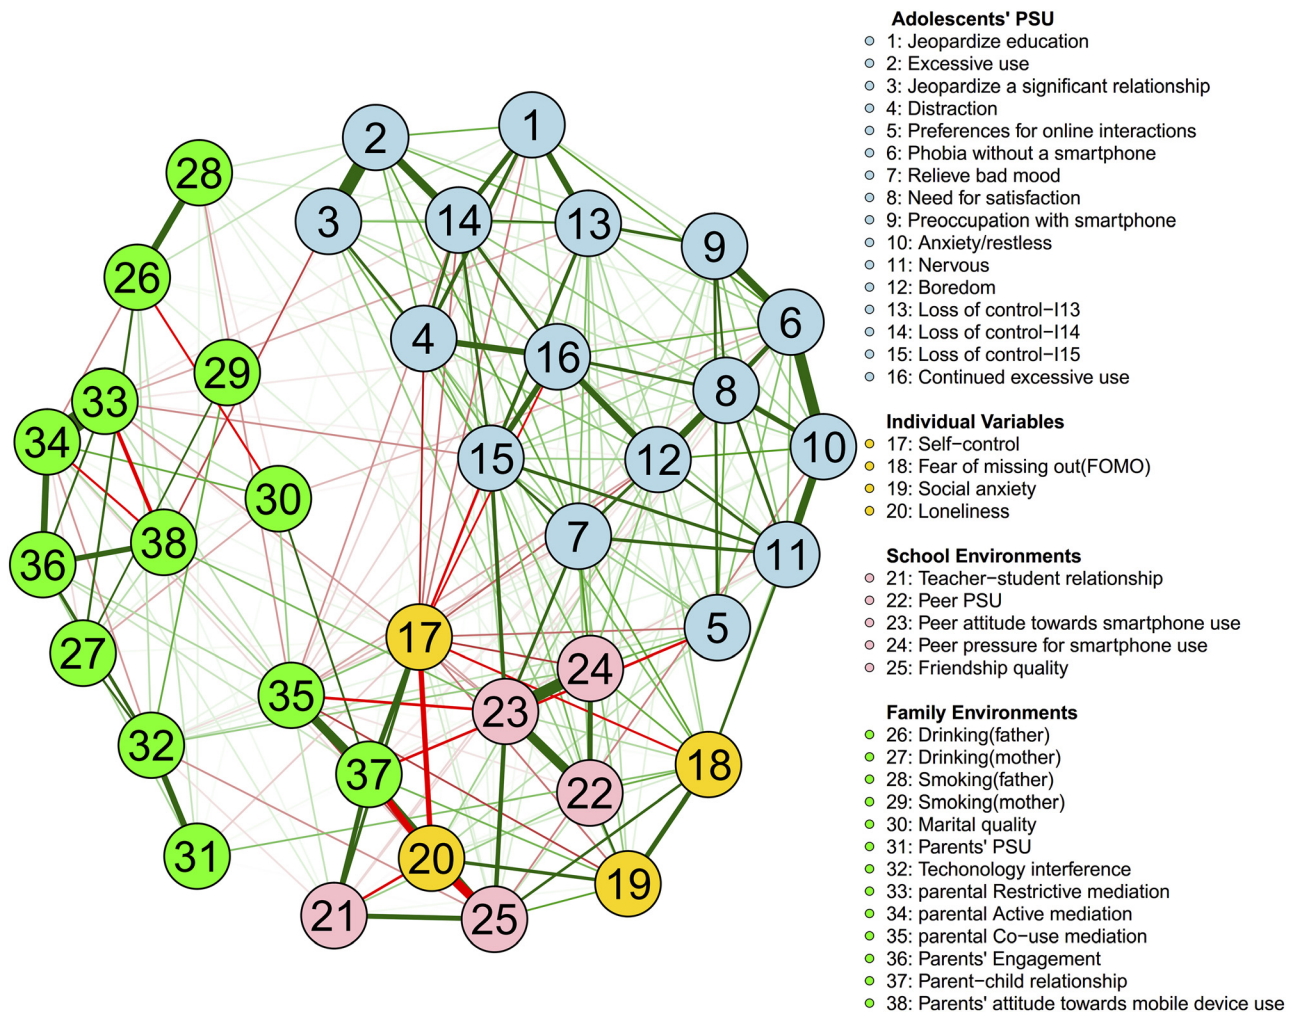 1
2
28
3
14
13
9
26
6
4
16
29
8
33
34
10
15
12
30
38
7
11
36
5
17
27
24
35
23
32
18
37
22
31
20
19
21
25
Adolescents' PSU
1: Jeopardize education
2: Excessive use
3: Jeopardize a significant relationship
4: Distraction
5: Preferences for online interactions
6: Phobia without a smartphone
7: Relieve bad mood
8: Need for satisfaction
9: Preoccupation with smartphone
10: Anxiety/restless
11: Nervous
12: Boredom
13: Loss of control−I13
14: Loss of control−I14
15: Loss of control−I15
16: Continued excessive use
Individual Variables
17: Self−control
18: Fear of missing out(FOMO)
19: Social anxiety
20: Loneliness
School Environments
21: Teacher−student relationship
22: Peer PSU
23: Peer attitude towards smartphone use
24: Peer pressure for smartphone use
25: Friendship quality
Family Environments
26: Drinking(father)
27: Drinking(mother)
28: Smoking(father)
29: Smoking(mother)
30: Marital quality
31: Parents' PSU
32: Techonology interference
33: parental Restrictive mediation
34: parental Active mediation
35: parental Co−use mediation
36: Parents' Engagement
37: Parent−child relationship
38: Parents' attitude towards mobile device use